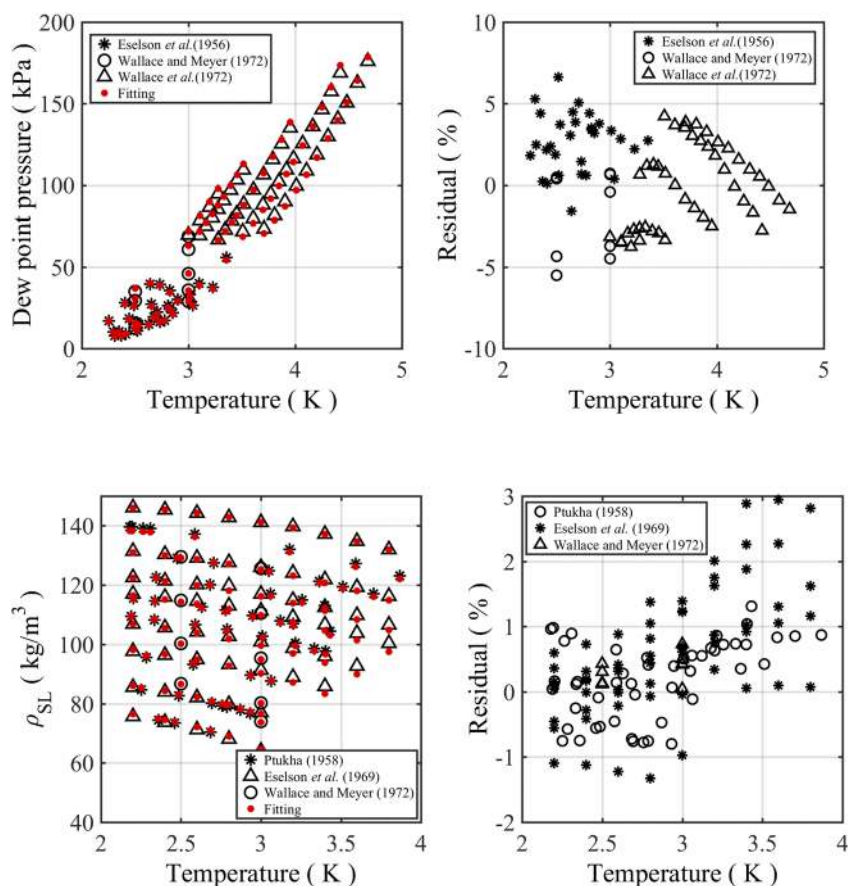 200
150
100
50
0
Dew point pressure ( kPa )
Eselson et al.(1956)
Wallace and Meyer (1972)
Wallace et al.(1972)
Fitting
2 3 4 5
Temperature ( K )
10
5
0
-5
-10
Residual ( % )
Eselson et al.(1956)
Wallace and Meyer (1972)
Wallace et al.(1972)
2 3 4 5
Temperature ( K )
140
120
100
80
60
40
ρSL ( kg/m³ )
Ptukha (1958)
Eselson et al. (1969)
Wallace and Meyer (1972)
Fitting
2 2.5 3 3.5 4
Temperature ( K )
3
2
1
0
-1
-2
Residual ( % )
Ptukha (1958)
Eselson et al. (1969)
Wallace and Meyer (1972)
2 2.5 3 3.5 4
Temperature ( K )